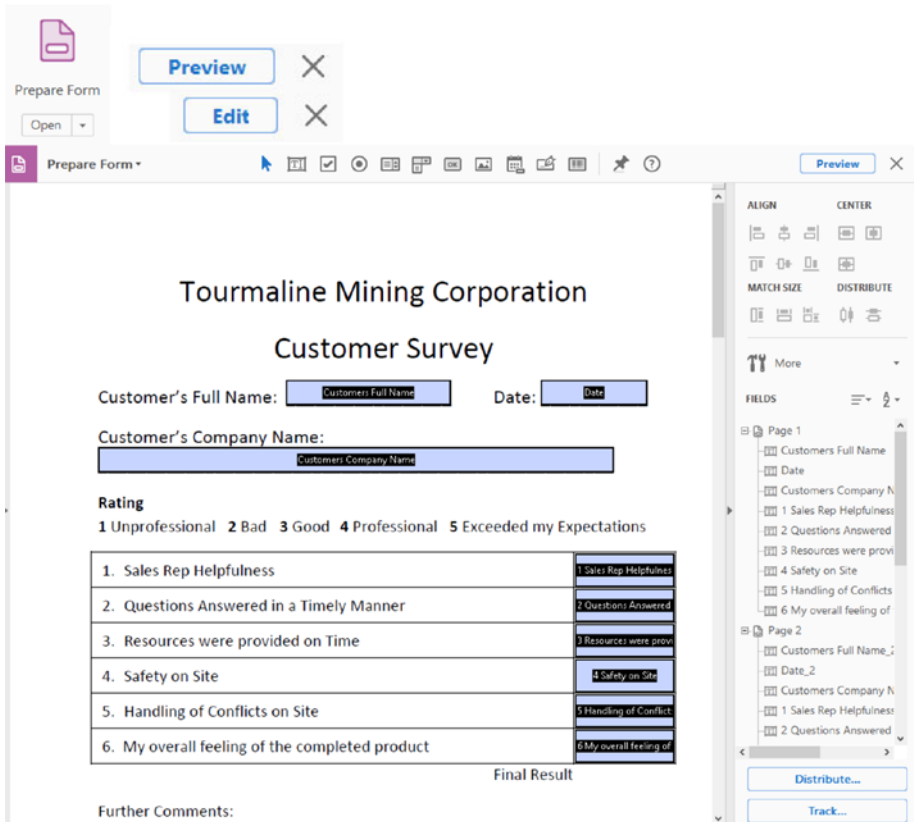 Prepare Form
Open
Preview
Edit
Prepare Form
OK
Preview
Tourmaline Mining Corporation
Customer Survey
Customer's Full Name: Customers Full Name Date: Date
Customer's Company Name:
Customers Company Name
Rating
1 Unprofessional 2 Bad 3 Good 4 Professional 5 Exceeded my Expectations
1. Sales Rep Helpfulness 1 Sales Rep Helpfulnes
2. Questions Answered in a Timely Manner 2 Questions Answered
3. Resources were provided on Time 3 Resources were provi
4. Safety on Site 4 Safety on Site
5. Handling of Conflicts on Site 5 Handling of Conflict
6. My overall feeling of the completed product 6 My overall feeling of
Final Result
Further Comments:
ALIGN CENTER
MATCH SIZE DISTRIBUTE
More
FIELDS
Page 1
Customers Full Name
Date
Customers Company N
1 Sales Rep Helpfulness
2 Questions Answered
3 Resources were provi
4 Safety on Site
5 Handling of Conflicts
6 My overall feeling of
Page 2
Customers Full Name_2
Date_2
Customers Company N
1 Sales Rep Helpfulness
2 Questions Answered
Distribute...
Track...